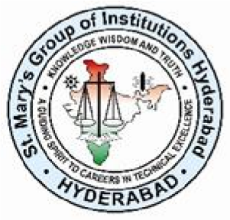 St. Mary's Group of Institutions Hyderabad
• HYDERABAD •
• KNOWLEDGE WISDOM AND TRUTH •
A GUIDING SPIRIT TO CAREERS IN TECHNICAL EXCELLENCE